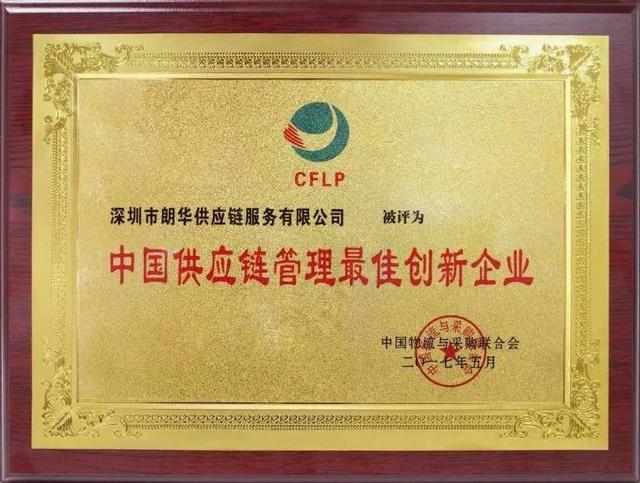 CFLP
深圳市朗华供应链服务有限公司 被评为
中国供应链管理最佳创新企业
中国物流与采购联合会
二〇一七年五月